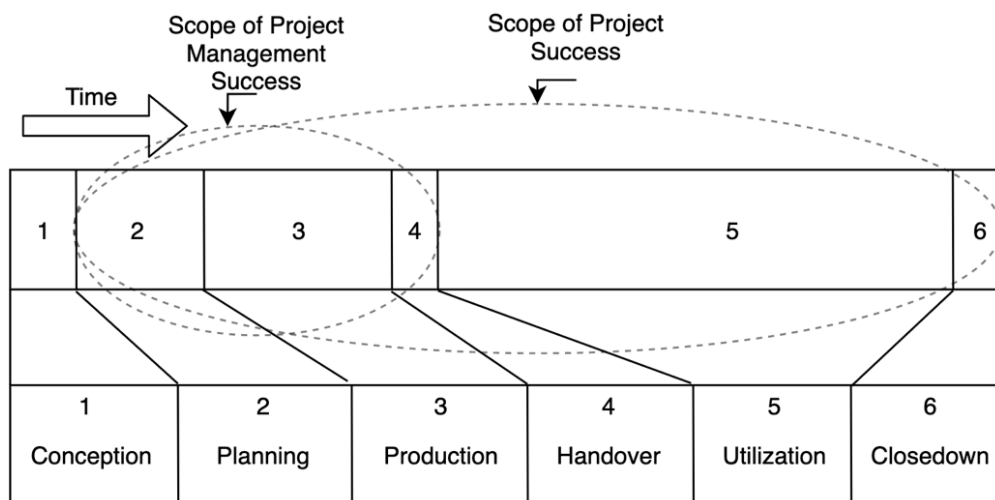 Scope of Project
Management
Success
Scope of Project
Success
Time
1
2
3
4
5
6
1
2
3
4
5
6
Conception
Planning
Production
Handover
Utilization
Closedown